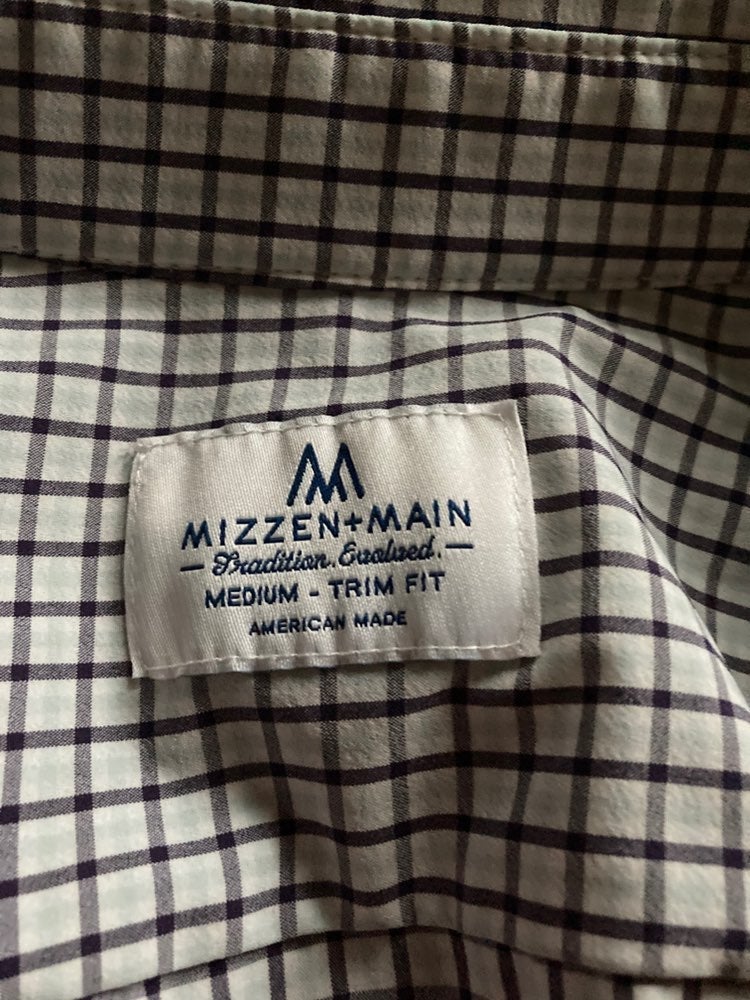 MIZZEN+MAIN
- Tradition. Evolved. -
MEDIUM - TRIM FIT
AMERICAN MADE